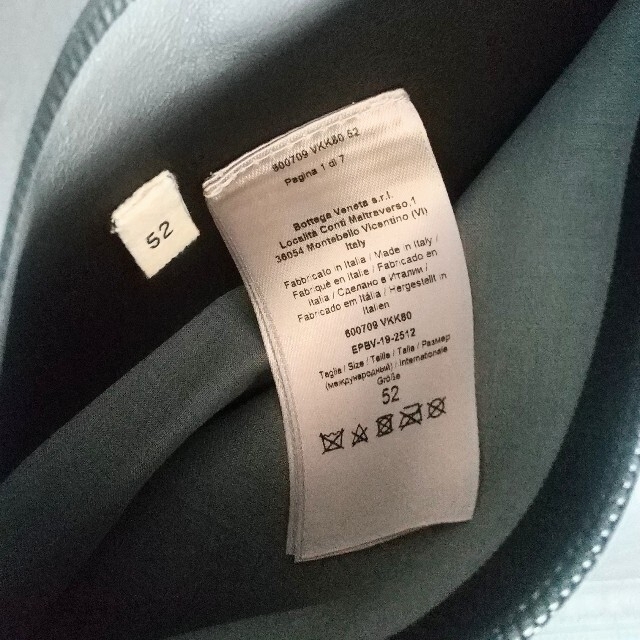 52
600709 VKK80 52
Pagina 1 di 7
Bottega Veneta s.r.l.
Località Conti Maltraverso,1
36054 Montebello Vicentino (VI)
Italy
Fabbricato in Italia / Made in Italy /
Fabriqué en Italie / Fabricado en
Italia / Сделано в Италии /
Fabricado em Itália / Hergestellt in
Italien
600709 VKK80
EPBV-19-2512
Taglia / Size / Taille / Talla / Размер
(международный) / Internationale
Größe
52